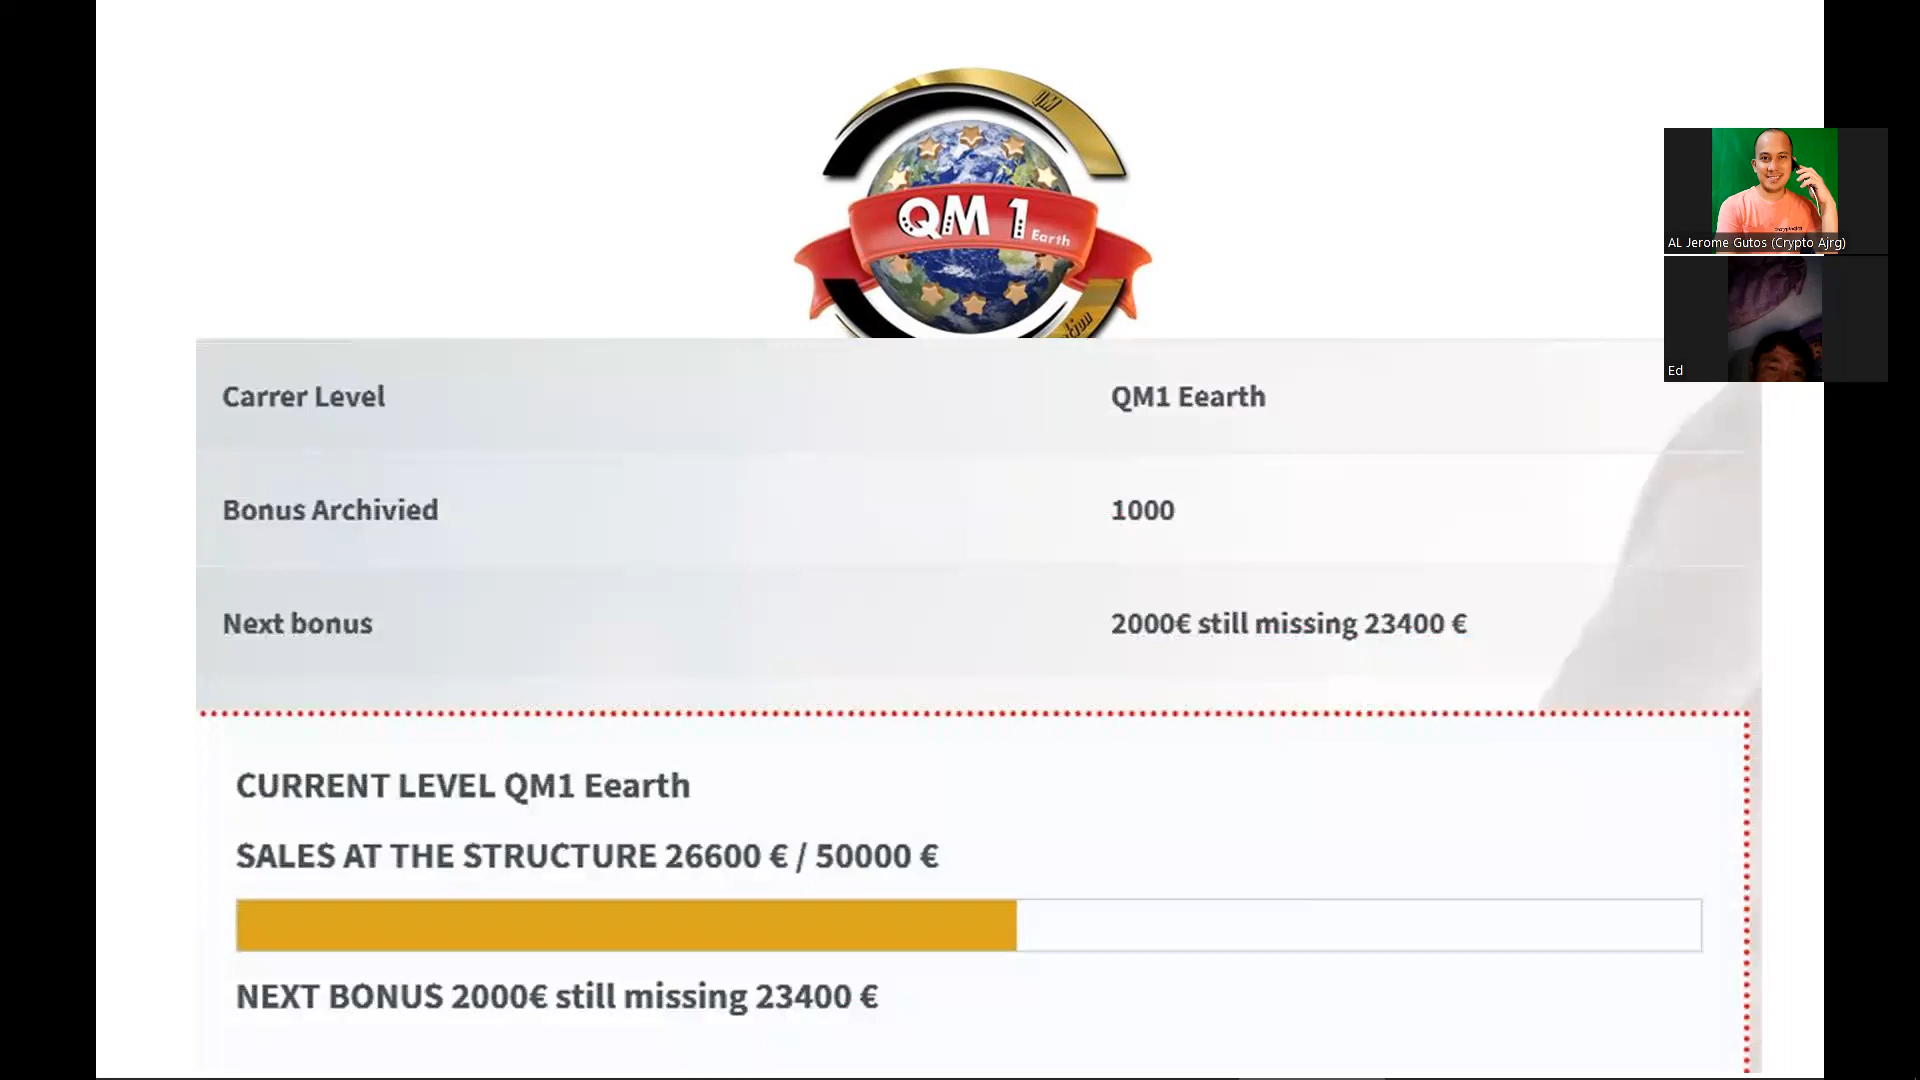 QM
QM 1 Earth
AL Jerome Gutos (Crypto Ajrg)
Ed
Carrer Level QM1 Eearth
Bonus Archivied 1000
Next bonus 2000€ still missing 23400 €
CURRENT LEVEL QM1 Eearth
SALES AT THE STRUCTURE 26600 € / 50000 €
NEXT BONUS 2000€ still missing 23400 €